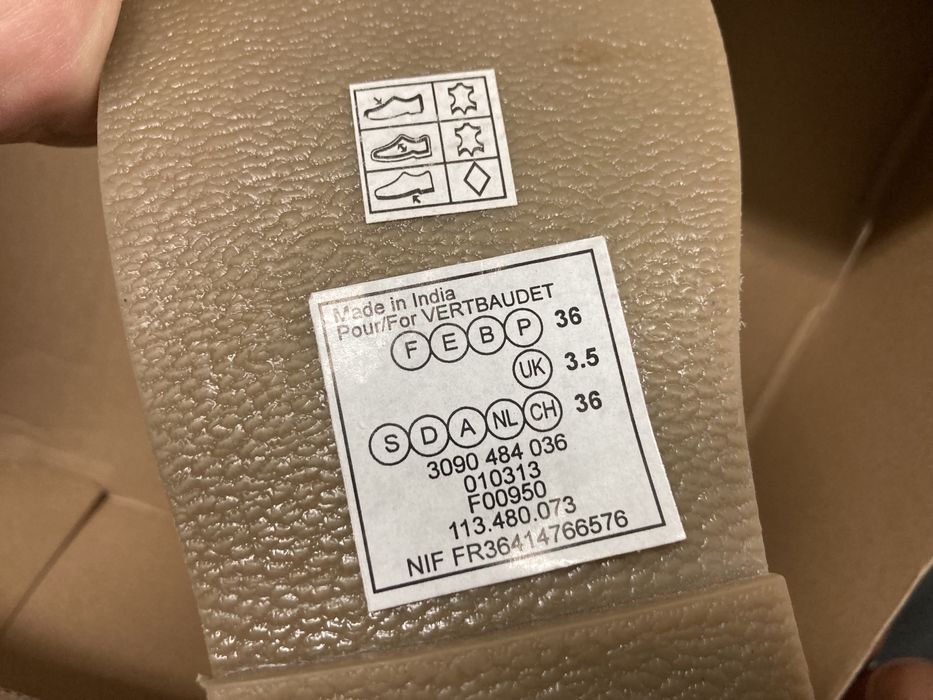 Made in India
Pour/For VERTBAUDET
F E B P 36
UK 3.5
S D A NL CH 36
3090 484 036
010313
F00950
113.480.073
NIF FR36414766576